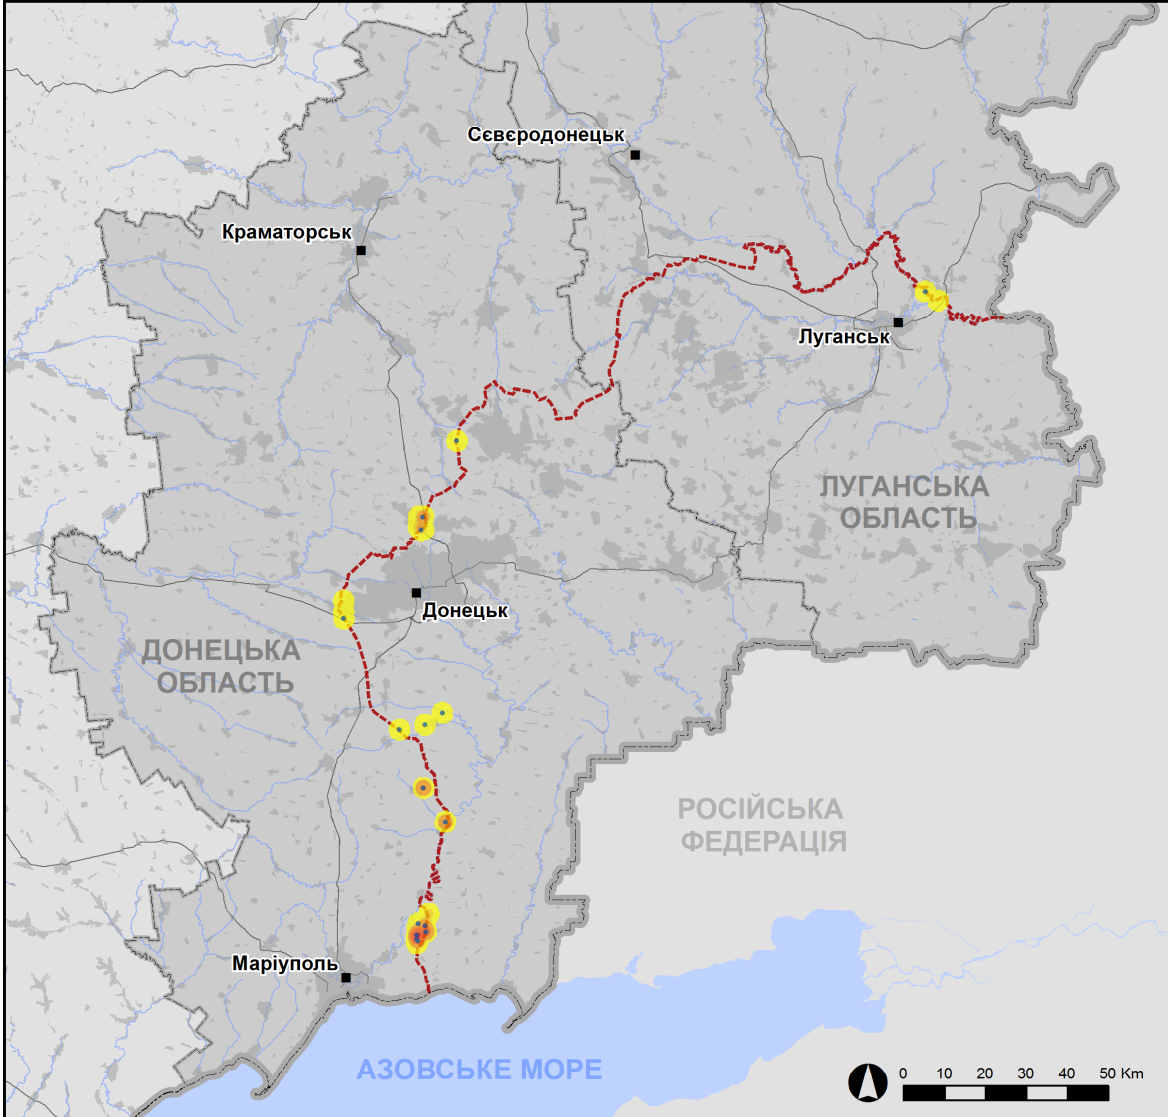 Сєвєродонецьк
Краматорськ
Луганськ
ЛУГАНСЬКА
ОБЛАСТЬ
Донецьк
ДОНЕЦЬКА
ОБЛАСТЬ
РОСІЙСЬКА
ФЕДЕРАЦІЯ
Маріуполь
АЗОВСЬКЕ МОРЕ
0 10 20 30 40 50 Km